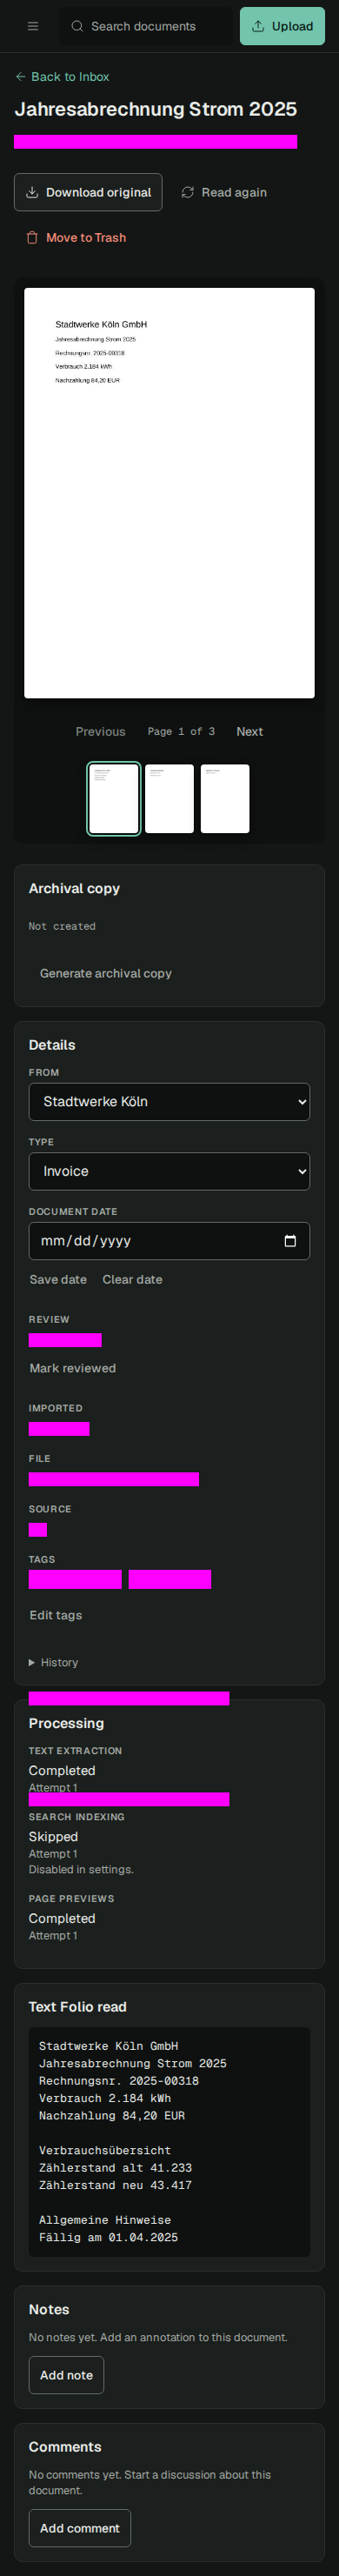 Search documents
Upload
Back to Inbox
Jahresabrechnung Strom 2025
Download original
Read again
Move to Trash
Stadtwerke Köln GmbH
Jahresabrechnung Strom 2025
Rechnungsnr. 2025-00318
Verbrauch 2.184 kWh
Nachzahlung 84,20 EUR
Previous
Page 1 of 3
Next
Archival copy
Not created
Generate archival copy
Details
FROM
Stadtwerke Köln
TYPE
Invoice
DOCUMENT DATE
mm/dd/yyyy
Save date
Clear date
REVIEW
Mark reviewed
IMPORTED
FILE
SOURCE
TAGS
Edit tags
History
Processing
TEXT EXTRACTION
Completed
Attempt 1
SEARCH INDEXING
Skipped
Attempt 1
Disabled in settings.
PAGE PREVIEWS
Completed
Attempt 1
Text Folio read
Stadtwerke Köln GmbH
Jahresabrechnung Strom 2025
Rechnungsnr. 2025-00318
Verbrauch 2.184 kWh
Nachzahlung 84,20 EUR
Verbrauchsübersicht
Zählerstand alt 41.233
Zählerstand neu 43.417
Allgemeine Hinweise
Fällig am 01.04.2025
Notes
No notes yet. Add an annotation to this document.
Add note
Comments
No comments yet. Start a discussion about this
document.
Add comment